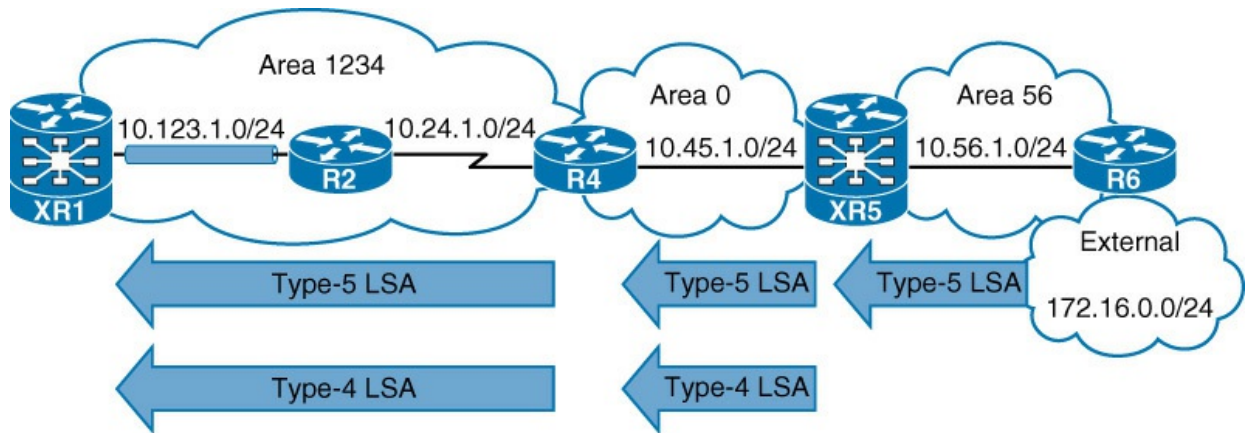 Area 1234
Area 0
Area 56
10.123.1.0/24
10.24.1.0/24
10.45.1.0/24
10.56.1.0/24
XR1
R2
R4
XR5
R6
External
172.16.0.0/24
Type-5 LSA
Type-5 LSA
Type-5 LSA
Type-4 LSA
Type-4 LSA